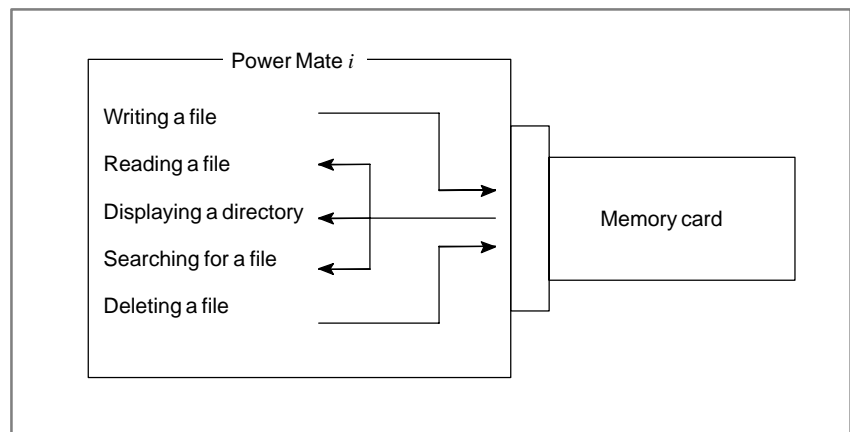 Power Mate i
Writing a file
Reading a file
Displaying a directory
Memory card
Searching for a file
Deleting a file